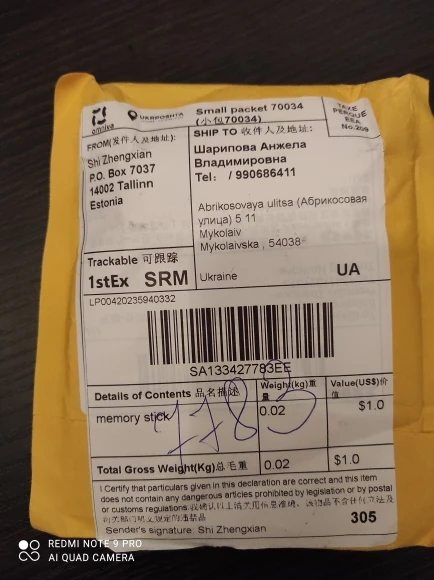 omniva
UKRPOSHTA
Small packet 70034
(小包70034)
TAKE
PERQUE
EEA
No.209
FROM(发件人及地址):
Shi Zhengxian
P.O. Box 7037
14002 Tallinn
Estonia
SHIP TO 收件人及地址:
Шарипова Анжела
Владимировна
Tel: / 990686411
Abrikosovaya ulitsa (Абрикосовая
улица) 5 11
Mykolaiv
Mykolaivska , 54038
Ukraine
UA
Trackable 可跟踪
1stEx SRM
LP00420235940332
SA133427783EE
Details of Contents 品名描述
Weight(kg)重
量
Value(US$)价
值
memory stick
0.02
$1.0
7783
Total Gross Weight(Kg)总毛重
0.02
$1.0
I Certify that particulars given in this declaration are correct and this item
does not contain any dangerous articles prohibited by legislation or by postal
or customs regulations.
Sender's signature: Shi Zhengxian
305
REDMI NOTE 9 PRO
AI QUAD CAMERA